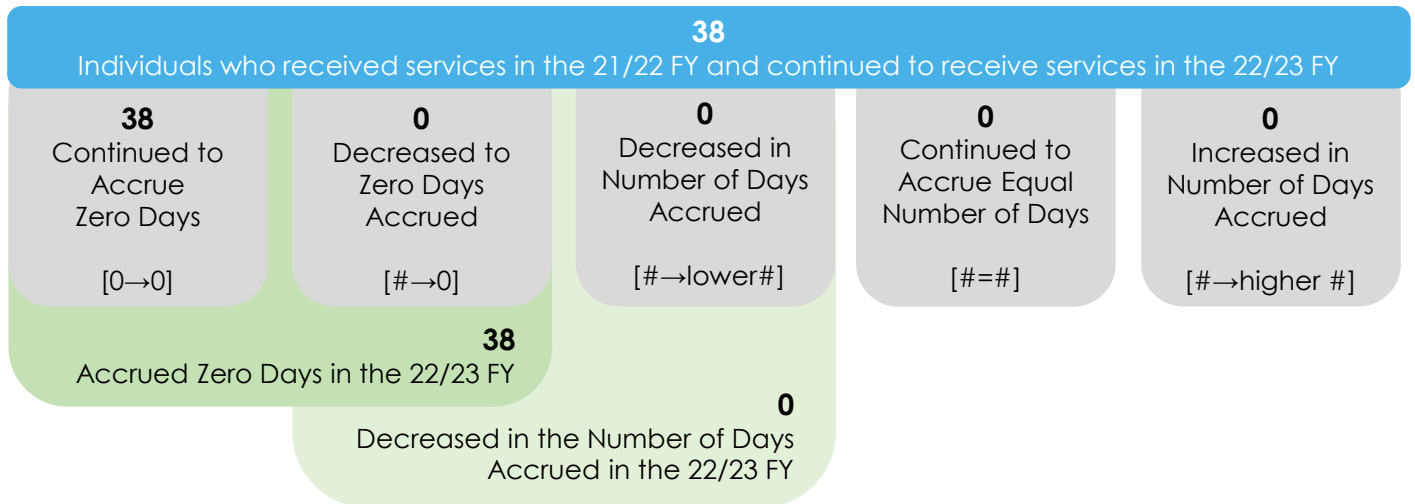 38
Individuals who received services in the 21/22 FY and continued to receive services in the 22/23 FY
38
Continued to
Accrue
Zero Days
[0→0]
0
Decreased to
Zero Days
Accrued
[#→0]
0
Decreased in
Number of Days
Accrued
[#→lower#]
0
Continued to
Accrue Equal
Number of Days
[#=#]
0
Increased in
Number of Days
Accrued
[#→higher #]
38
Accrued Zero Days in the 22/23 FY
0
Decreased in the Number of Days
Accrued in the 22/23 FY